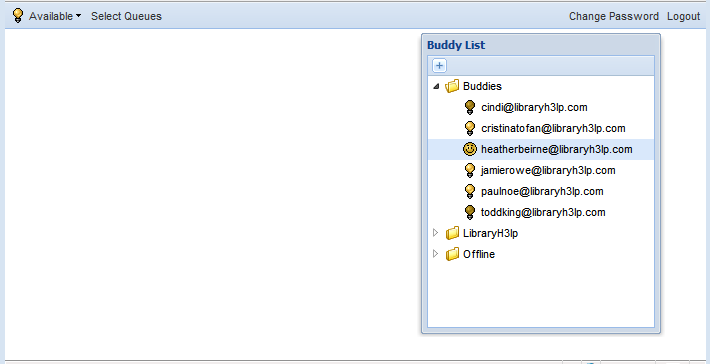 Available Select Queues Change Password Logout
Buddy List
Buddies
cindi@libraryh3lp.com
cristinatofan@libraryh3lp.com
heatherbeirne@libraryh3lp.com
jamierowe@libraryh3lp.com
paulnoe@libraryh3lp.com
toddking@libraryh3lp.com
LibraryH3lp
Offline